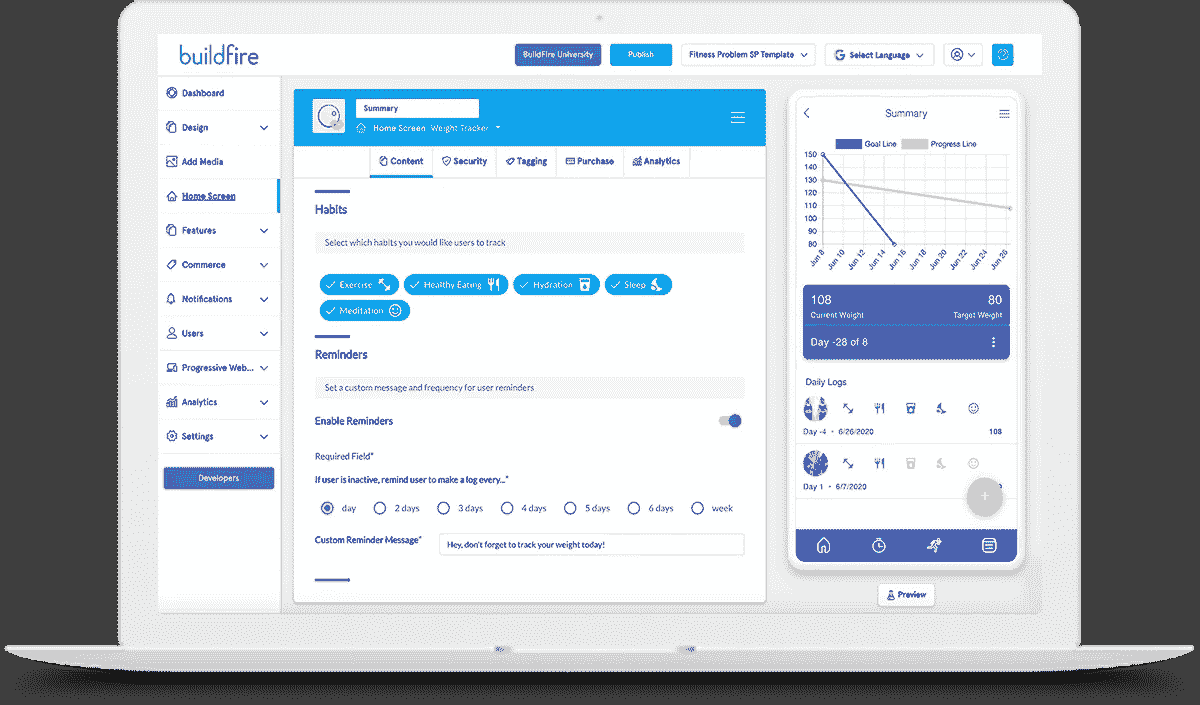 buildfire
BuildFire University
Publish
Fitness Problem SP Template
Select Language
Dashboard
Design
Add Media
Home Screen
Features
Commerce
Notifications
Users
Progressive Web...
Analytics
Settings
Developers
Summary
Home Screen Weight Tracker
Content
Security
Tagging
Purchase
Analytics
Habits
Select which habits you would like users to track
Exercise
Healthy Eating
Hydration
Sleep
Meditation
Reminders
Set a custom message and frequency for user reminders
Enable Reminders
Required Field*
If user is inactive, remind user to make a log every...*
day 2 days 3 days 4 days 5 days 6 days week
Custom Reminder Message*
Hey, don't forget to track your weight today!
Summary
Goal Line Progress Line
150
140
130
120
110
100
90
80
Jun 8 Jun 10 Jun 12 Jun 14 Jun 16 Jun 18 Jun 20 Jun 22 Jun 24 Jun 26
108 80
Current Weight Target Weight
Day -28 of 8
Daily Logs
Day -4 • 6/26/2020 108
Day 1 • 6/7/2020
Preview